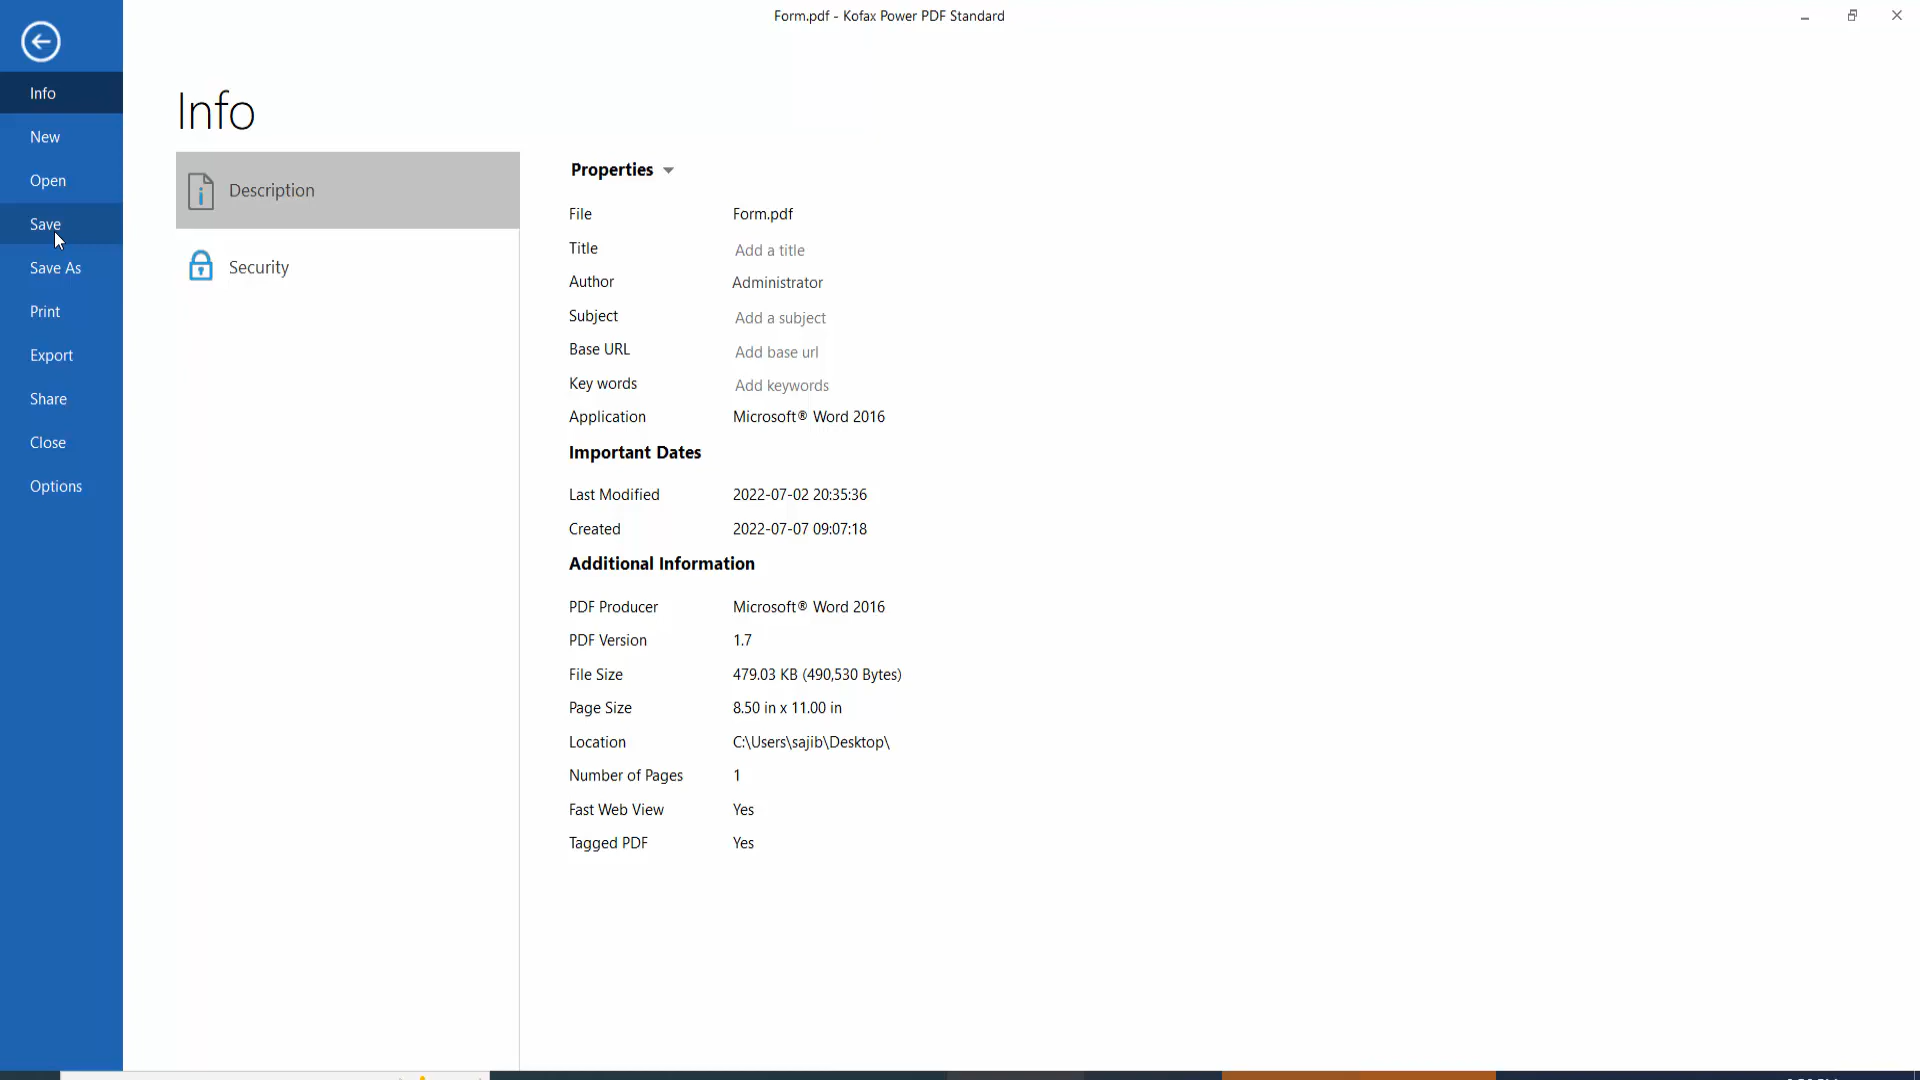 Form.pdf - Kofax Power PDF Standard
Info
New
Open
Save
Save As
Print
Export
Share
Close
Options
Info
Description
Security
Properties
File Form.pdf
Title Add a title
Author Administrator
Subject Add a subject
Base URL Add base url
Key words Add keywords
Application Microsoft® Word 2016
Important Dates
Last Modified 2022-07-02 20:35:36
Created 2022-07-07 09:07:18
Additional Information
PDF Producer Microsoft® Word 2016
PDF Version 1.7
File Size 479.03 KB (490,530 Bytes)
Page Size 8.50 in x 11.00 in
Location C:\Users\sajib\Desktop\
Number of Pages 1
Fast Web View Yes
Tagged PDF Yes